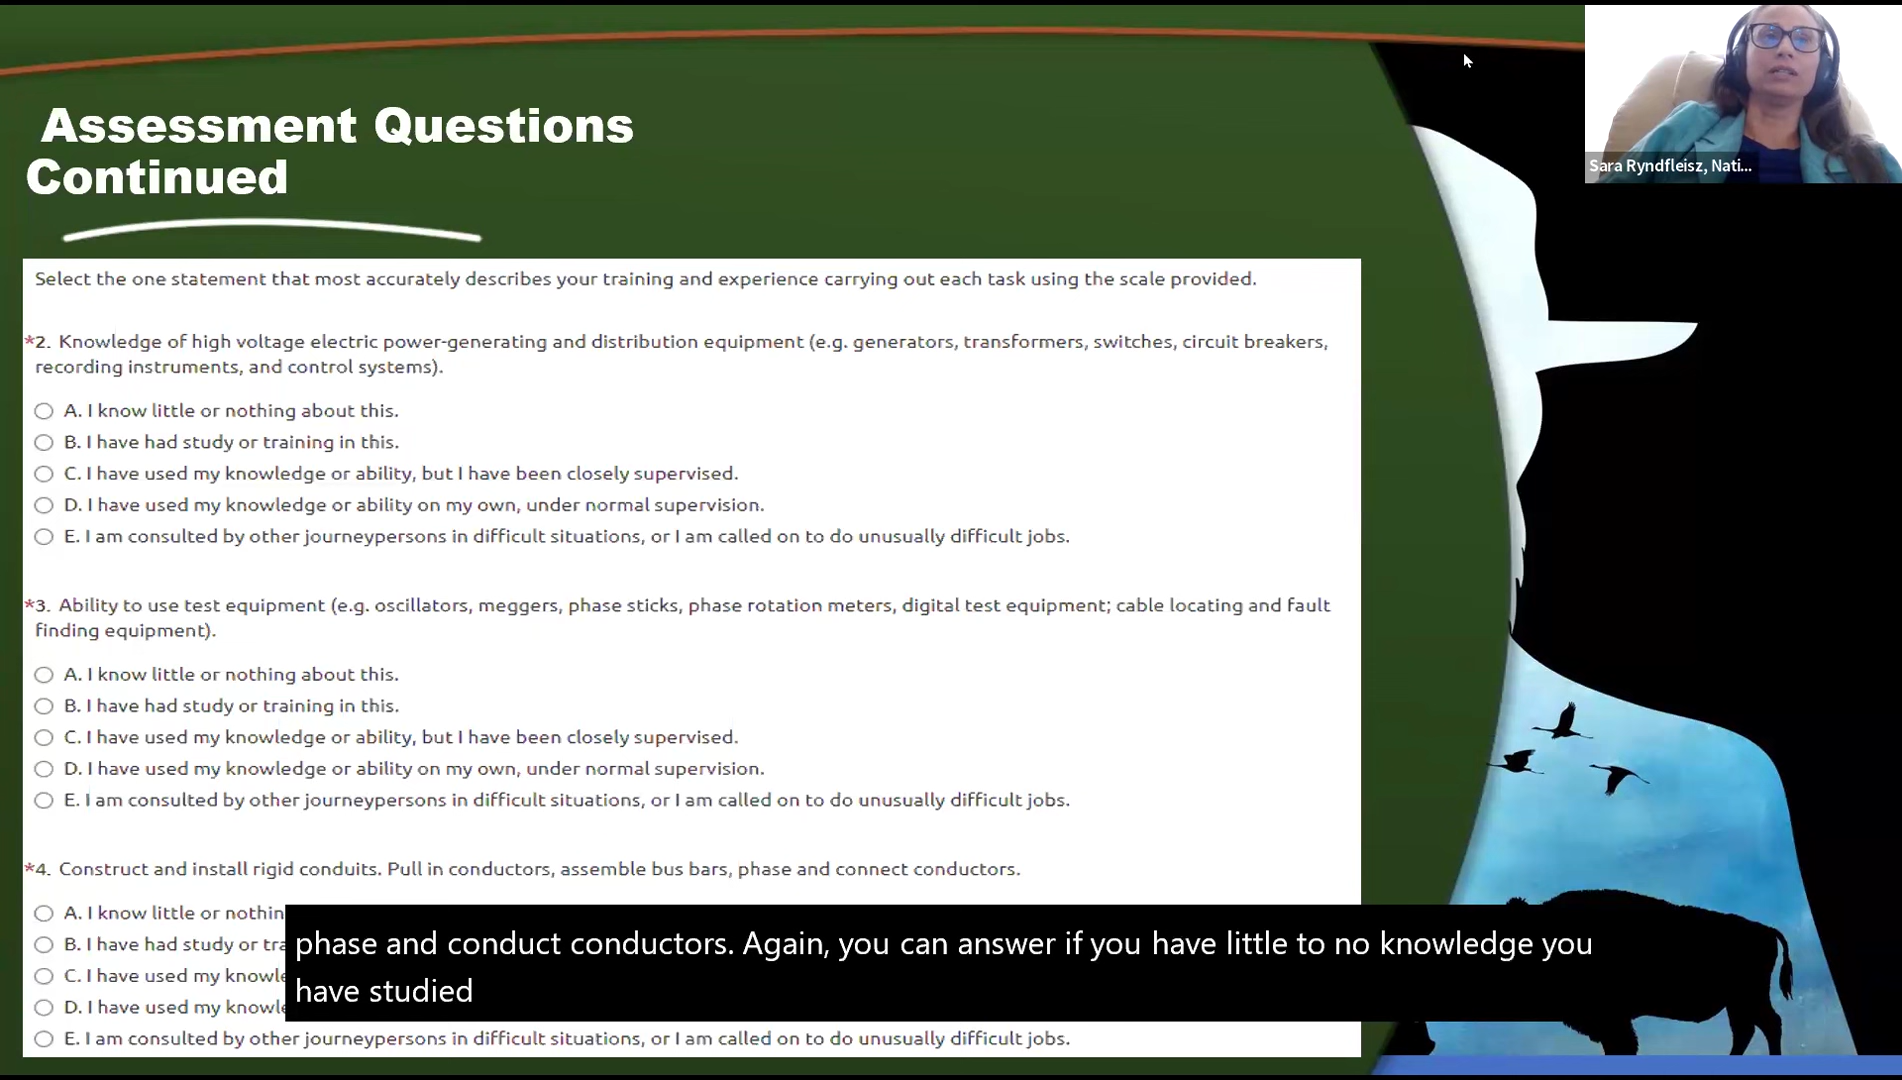 Sara Ryndfleisz, Nati...
Assessment Questions
Continued
Select the one statement that most accurately describes your training and experience carrying out each task using the scale provided.
*2. Knowledge of high voltage electric power-generating and distribution equipment (e.g. generators, transformers, switches, circuit breakers,
recording instruments, and control systems).
A. I know little or nothing about this.
B. I have had study or training in this.
C. I have used my knowledge or ability, but I have been closely supervised.
D. I have used my knowledge or ability on my own, under normal supervision.
E. I am consulted by other journeypersons in difficult situations, or I am called on to do unusually difficult jobs.
*3. Ability to use test equipment (e.g. oscillators, meggers, phase sticks, phase rotation meters, digital test equipment; cable locating and fault
finding equipment).
A. I know little or nothing about this.
B. I have had study or training in this.
C. I have used my knowledge or ability, but I have been closely supervised.
D. I have used my knowledge or ability on my own, under normal supervision.
E. I am consulted by other journeypersons in difficult situations, or I am called on to do unusually difficult jobs.
*4. Construct and install rigid conduits. Pull in conductors, assemble bus bars, phase and connect conductors.
A. I know little or nothin
B. I have had study or tra
C. I have used my knowle
D. I have used my knowle
E. I am consulted by other journeypersons in difficult situations, or I am called on to do unusually difficult jobs.
phase and conduct conductors. Again, you can answer if you have little to no knowledge you
have studied